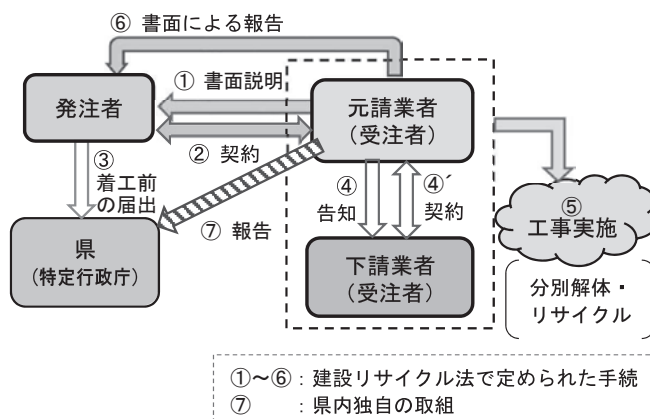 ⑥ 書面による報告
① 書面説明
発注者
元請業者
(受注者)
② 契約
③
着工前
の届出
④
告知
④´
契約
⑤
工事実施
⑦ 報告
県
(特定行政庁)
下請業者
(受注者)
分別解体・
リサイクル
①～⑥：建設リサイクル法で定められた手続
⑦　　：県内独自の取組